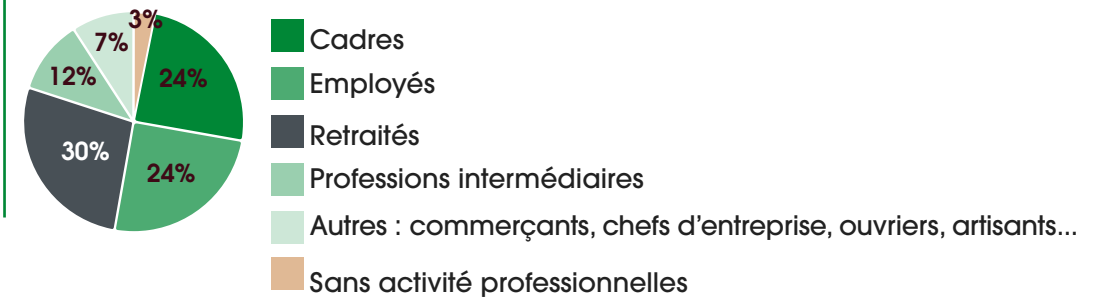 3%
7%
12%
24%
30%
24%
Cadres
Employés
Retraités
Professions intermédiaires
Autres : commerçants, chefs d'entreprise, ouvriers, artisants...
Sans activité professionnelles